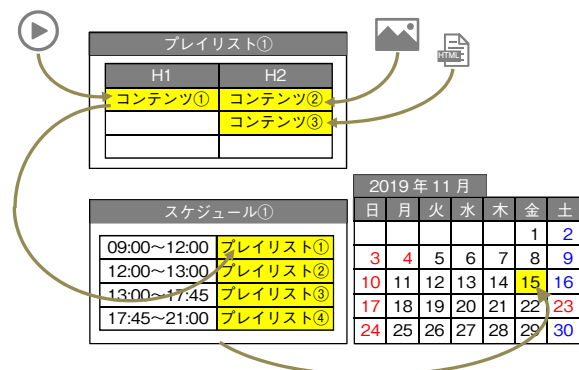 プレイリスト①
H1 H2
コンテンツ① コンテンツ②
コンテンツ③
HTML
スケジュール①
09:00～12:00 プレイリスト①
12:00～13:00 プレイリスト②
13:00～17:45 プレイリスト③
17:45～21:00 プレイリスト④
2019 年 11 月
日 月 火 水 木 金 土
1 2
3 4 5 6 7 8 9
10 11 12 13 14 15 16
17 18 19 20 21 22 23
24 25 26 27 28 29 30